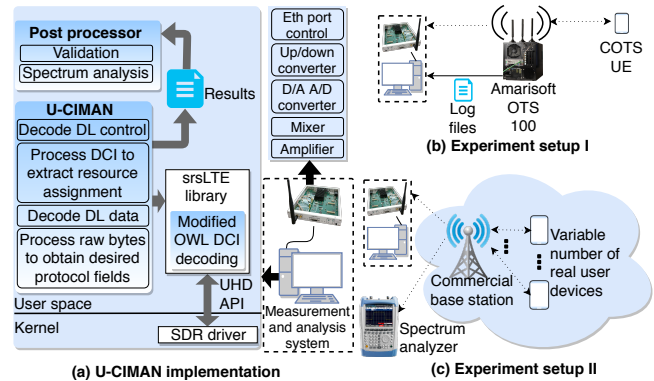 Post processor
Validation
Spectrum analysis
Results
U-CIMAN
Decode DL control
Process DCI to
extract resource
assignment
Decode DL data
Process raw bytes
to obtain desired
protocol fields
srsLTE
library
Modified
OWL DCI
decoding
UHD
API
User space
Kernel
SDR driver
(a) U-CIMAN implementation
Eth port
control
Up/down
converter
D/A A/D
converter
Mixer
Amplifier
Measurement
and analysis
system
Log
files
Amarisoft
OTS
100
COTS
UE
(b) Experiment setup I
Commercial
base station
Variable
number of
real user
devices
Spectrum
analyzer
(c) Experiment setup II